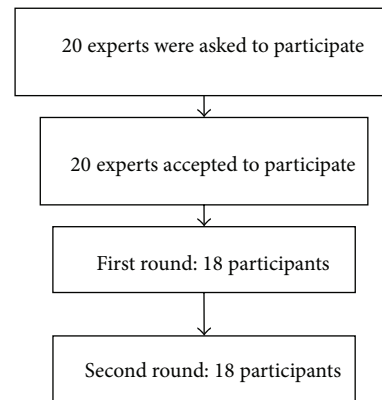 20 experts were asked to participate
20 experts accepted to participate
First round: 18 participants
Second round: 18 participants